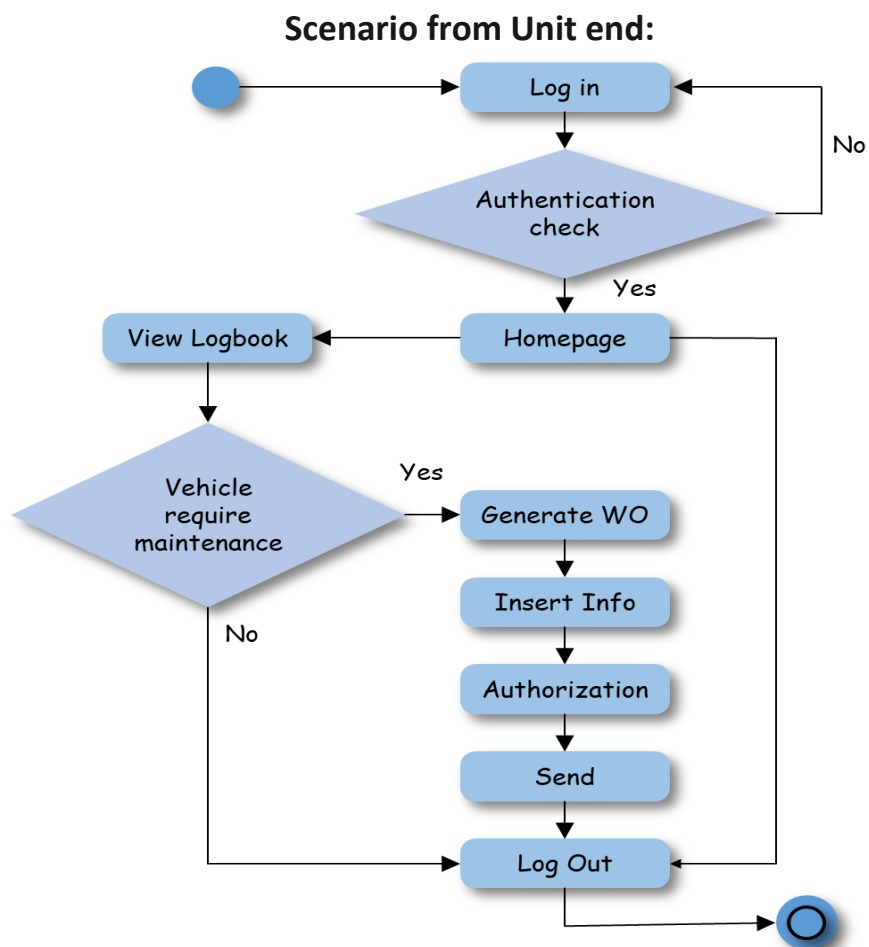 Scenario from Unit end:
Log in
No
Authentication
check
Yes
View Logbook
Homepage
Vehicle
require
maintenance
Yes
Generate WO
Insert Info
No
Authorization
Send
Log Out